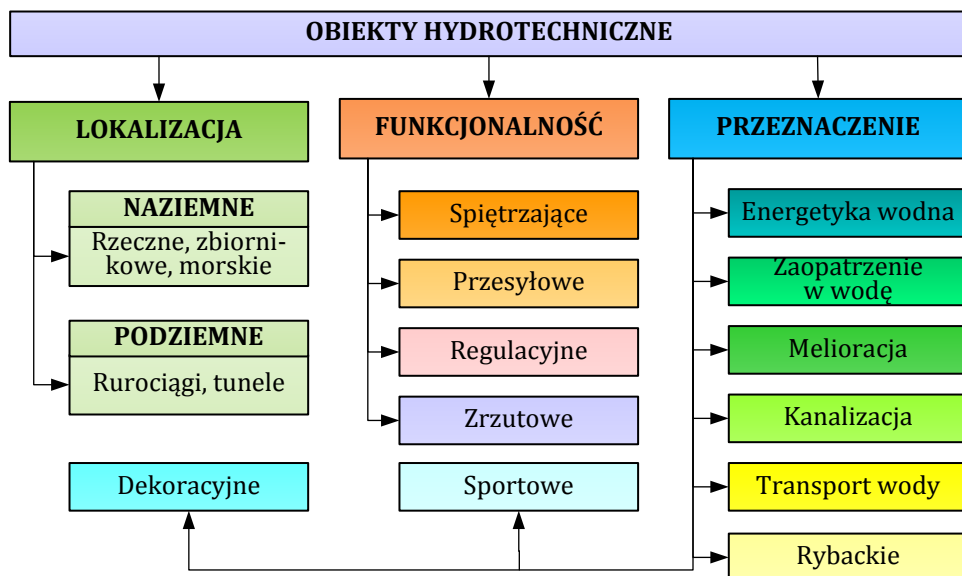 OBIEKTY HYDROTECHNICZNE
LOKALIZACJA
NAZIEMNE
Rzeczne, zbiorni-
kowe, morskie
PODZIEMNE
Rurociągi, tunele
FUNKCJONALNOŚĆ
Spiętrzające
Przesyłowe
Regulacyjne
Zrzutowe
PRZEZNACZENIE
Energetyka wodna
Zaopatrzenie
w wodę
Melioracja
Kanalizacja
Transport wody
Rybackie
Sportowe
Dekoracyjne